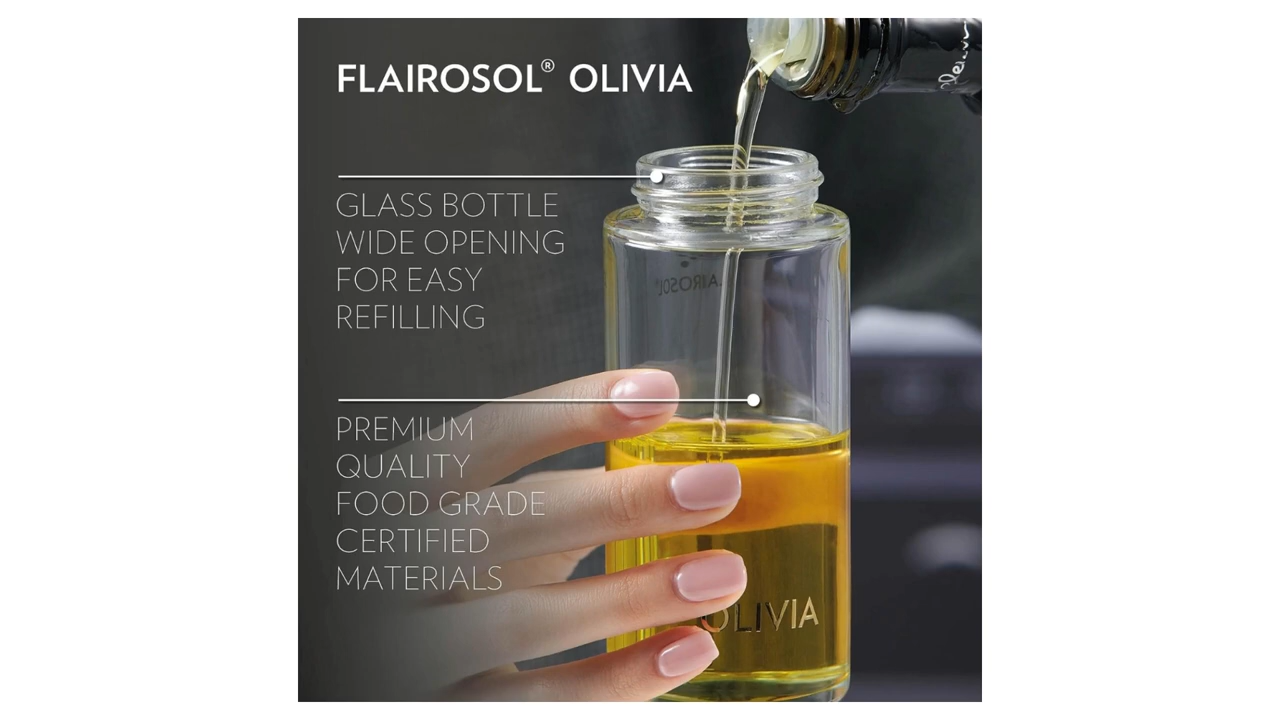 FLAIROSOL® OLIVIA
GLASS BOTTLE
WIDE OPENING
FOR EASY
REFILLING
PREMIUM
QUALITY
FOOD GRADE
CERTIFIED
MATERIALS
OLIVIA